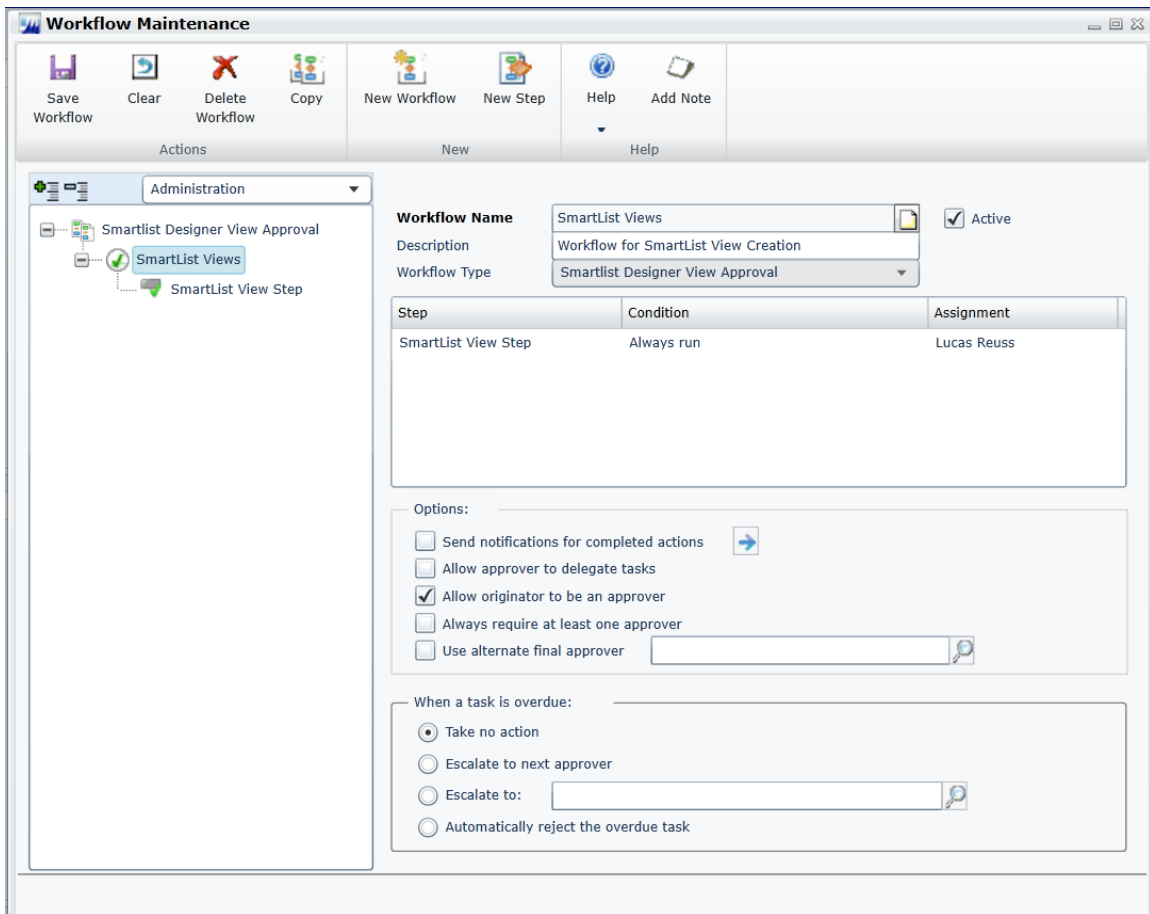 Workflow Maintenance
Save Workflow
Clear
Delete Workflow
Copy
New Workflow
New Step
Help
Add Note
Actions
New
Help
Administration
Smartlist Designer View Approval
SmartList Views
SmartList View Step
Workflow Name SmartList Views Active
Description Workflow for SmartList View Creation
Workflow Type Smartlist Designer View Approval
Step Condition Assignment
SmartList View Step Always run Lucas Reuss
Options:
Send notifications for completed actions
Allow approver to delegate tasks
Allow originator to be an approver
Always require at least one approver
Use alternate final approver
When a task is overdue:
Take no action
Escalate to next approver
Escalate to:
Automatically reject the overdue task